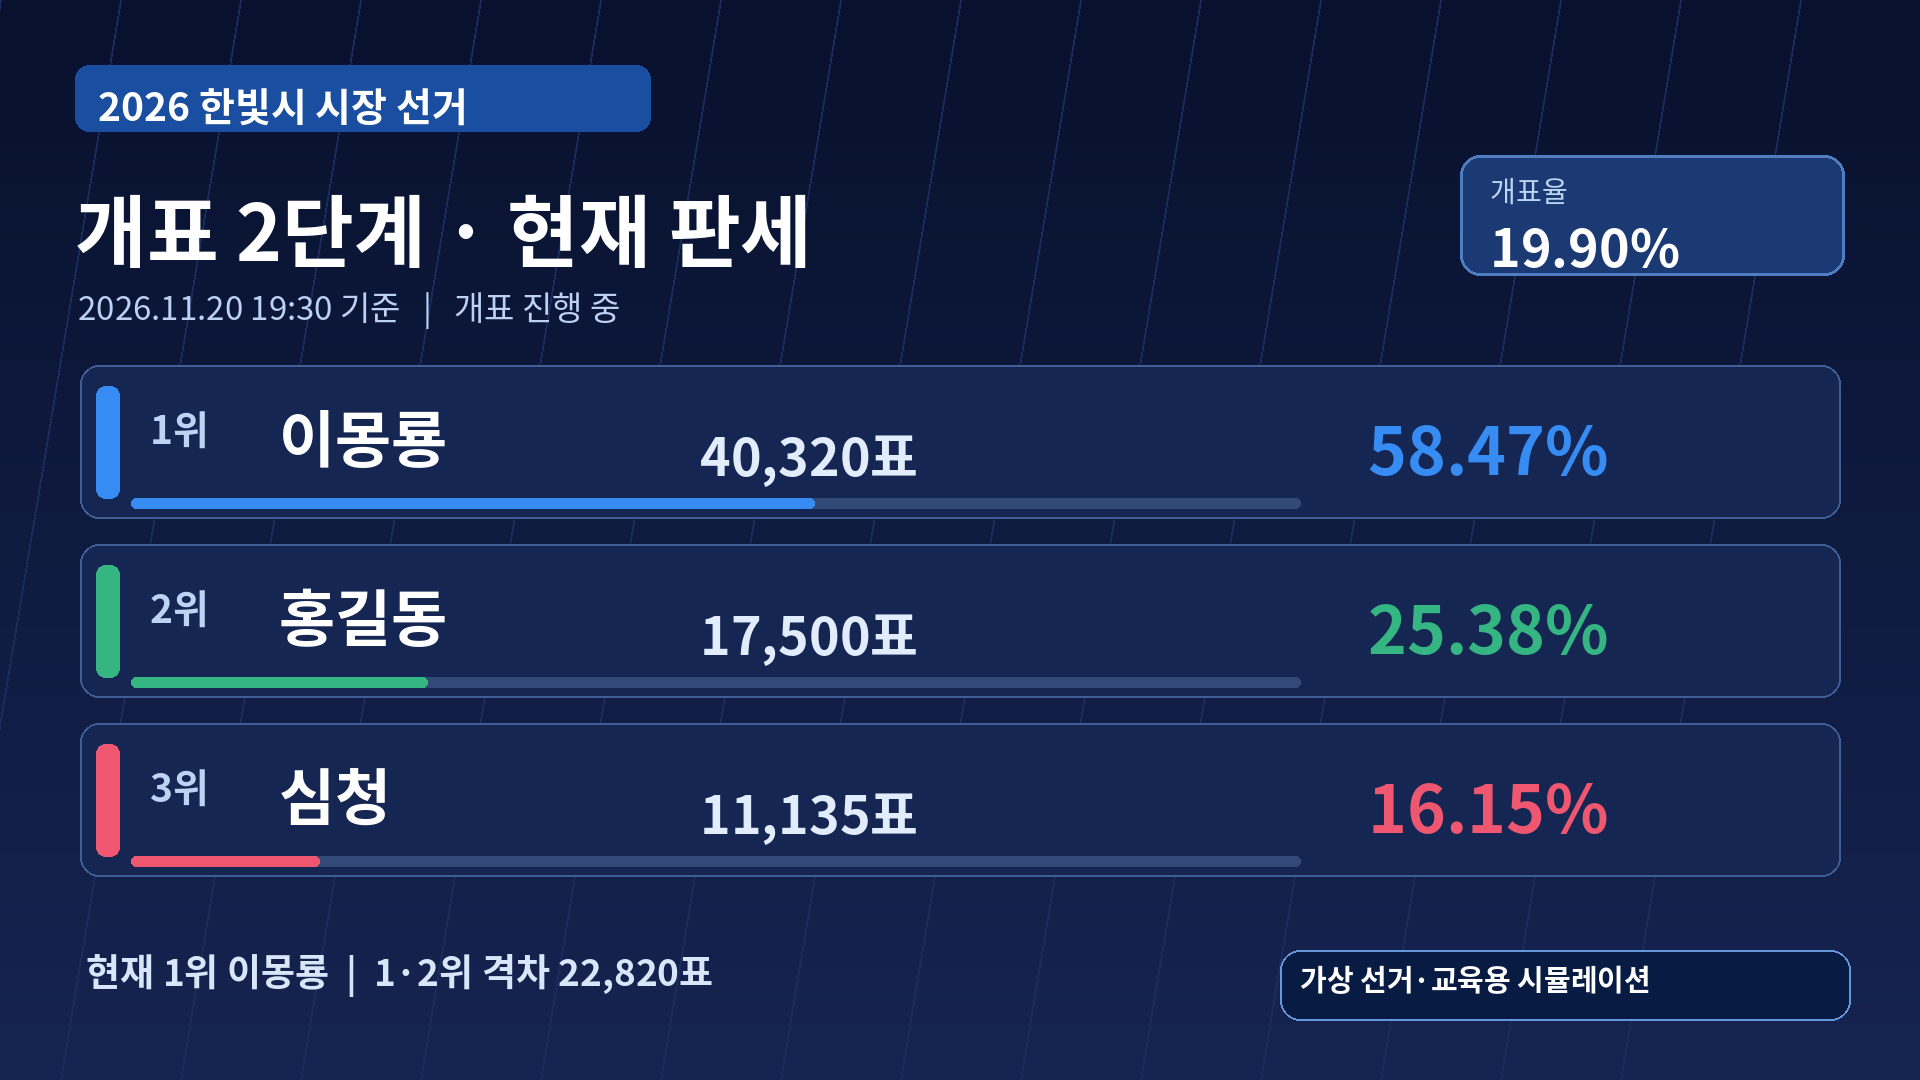 2026 한빛시 시장 선거
개표 2단계 · 현재 판세
2026.11.20 19:30 기준 | 개표 진행 중
개표율
19.90%
1위 이몽룡 40,320표 58.47%
2위 홍길동 17,500표 25.38%
3위 심청 11,135표 16.15%
현재 1위 이몽룡 | 1·2위 격차 22,820표
가상 선거·교육용 시뮬레이션